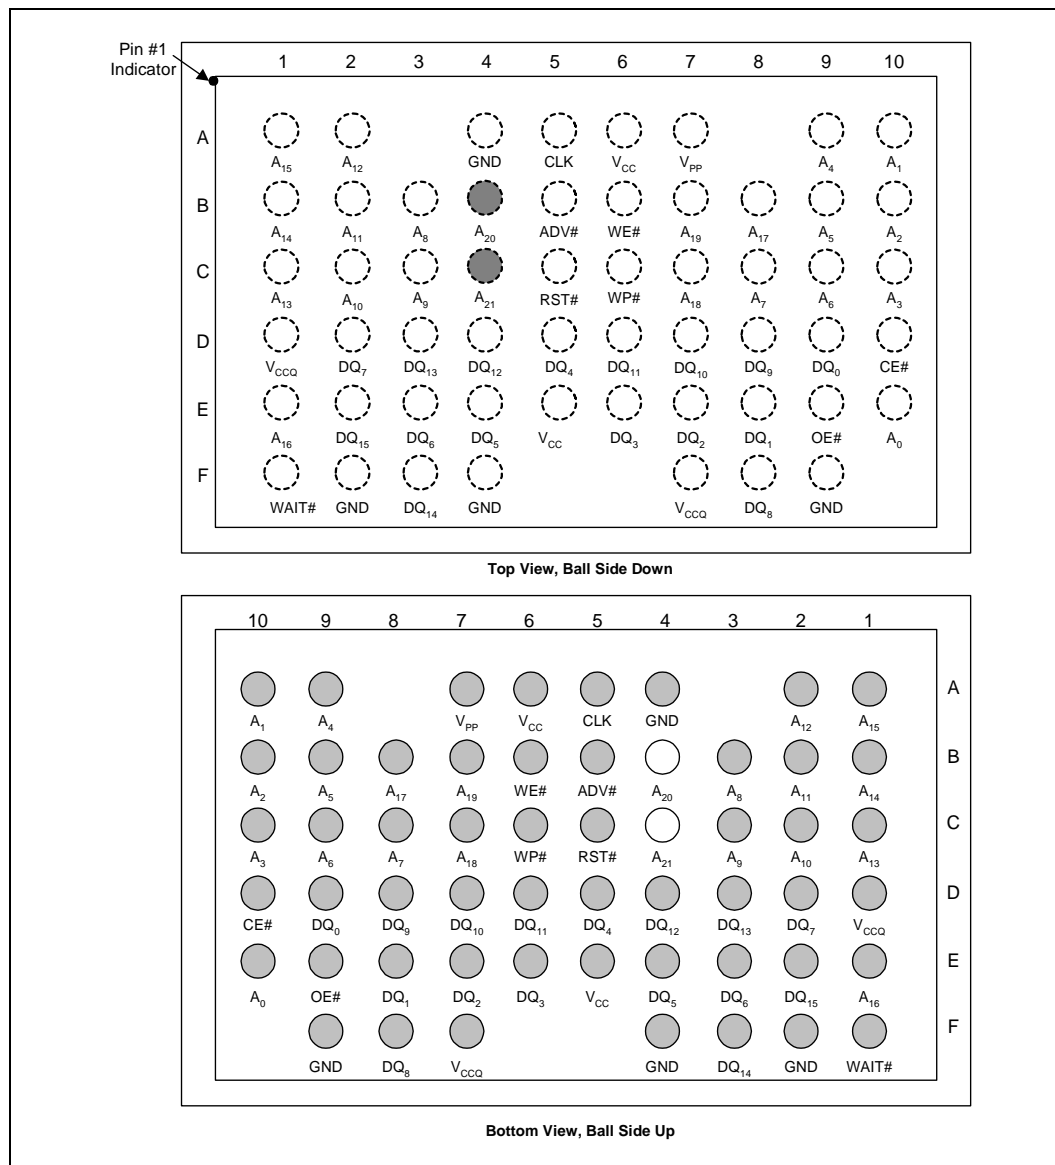 Pin #1
Indicator
1 2 3 4 5 6 7 8 9 10
A
A15 A12 GND CLK VCC VPP A4 A1
B
A14 A11 A8 A20 ADV# WE# A19 A17 A5 A2
C
A13 A10 A9 A21 RST# WP# A18 A7 A6 A3
D
VCCQ DQ7 DQ13 DQ12 DQ4 DQ11 DQ10 DQ9 DQ0 CE#
E
A16 DQ15 DQ6 DQ5 VCC DQ3 DQ2 DQ1 OE# A0
F
WAIT# GND DQ14 GND VCCQ DQ8 GND
Top View, Ball Side Down
10 9 8 7 6 5 4 3 2 1
A
A1 A4 VPP VCC CLK GND A12 A15
B
A2 A5 A17 A19 WE# ADV# A20 A8 A11 A14
C
A3 A6 A7 A18 WP# RST# A21 A9 A10 A13
D
CE# DQ0 DQ9 DQ10 DQ11 DQ4 DQ12 DQ13 DQ7 VCCQ
E
A0 OE# DQ1 DQ2 DQ3 VCC DQ5 DQ6 DQ15 A16
F
GND DQ8 VCCQ GND DQ14 GND WAIT#
Bottom View, Ball Side Up